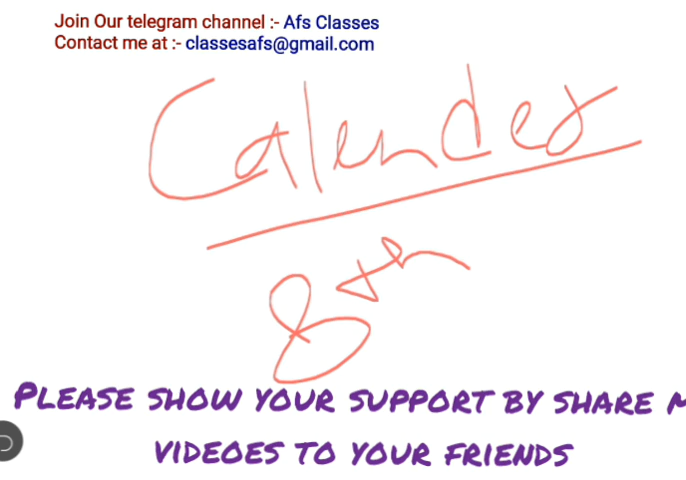 Join Our telegram channel :- Afs Classes
Contact me at :- classesafs@gmail.com
Calender
8th
PLEASE SHOW YOUR SUPPORT BY SHARE M
VIDEOES TO YOUR FRIENDS